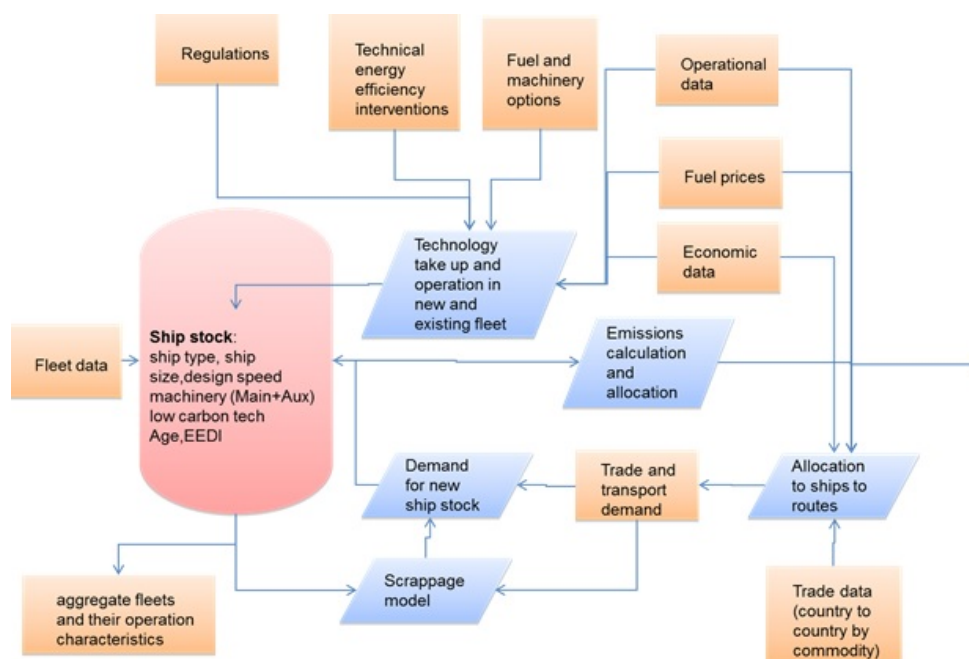 Regulations
Technical
energy
efficiency
interventions
Fuel and
machinery
options
Operational
data
Fuel prices
Economic
data
Technology
take up and
operation in
new and
existing fleet
Ship stock:
ship type, ship
size,design speed
machinery (Main+Aux)
low carbon tech
Age,EEDI
Fleet data
Emissions
calculation
and
allocation
Demand
for new
ship stock
Trade and
transport
demand
Allocation
to ships to
routes
Scrappage
model
aggregate fleets
and their operation
characteristics
Trade data
(country to
country by
commodity)